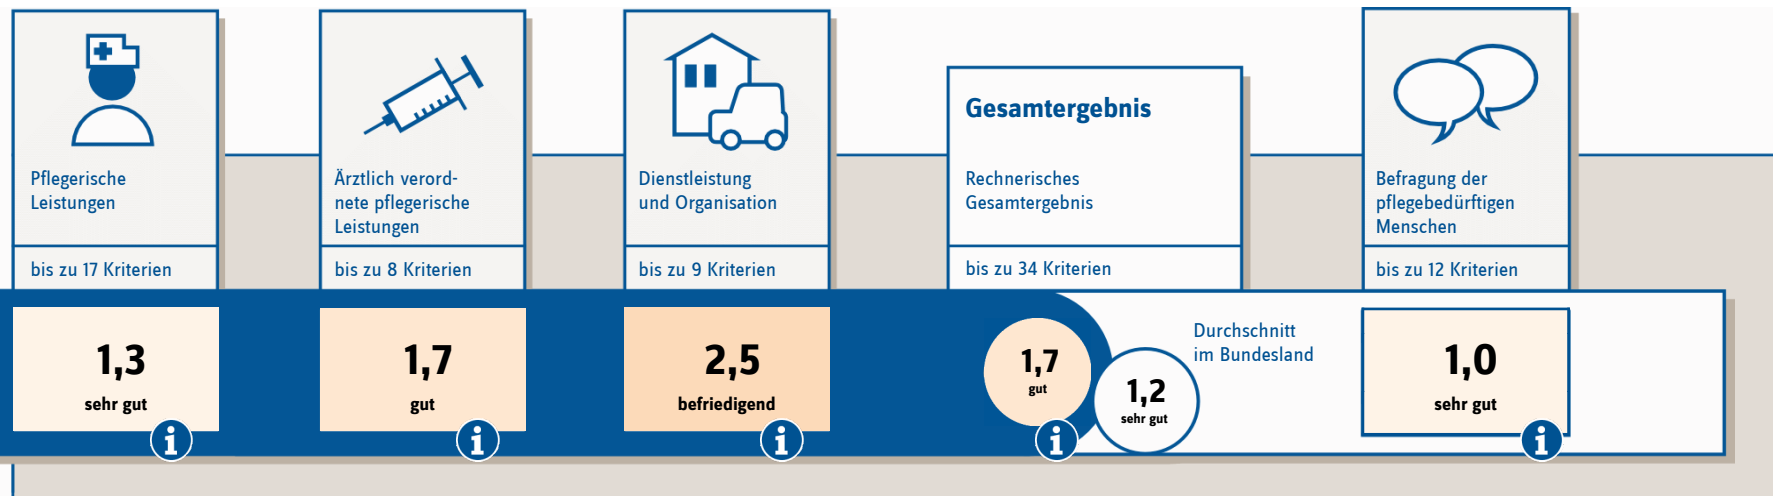 Pflegerische
Leistungen
bis zu 17 Kriterien
1,3
sehr gut
i
Ärztlich verord-
nete pflegerische
Leistungen
bis zu 8 Kriterien
1,7
gut
i
Dienstleistung
und Organisation
bis zu 9 Kriterien
2,5
befriedigend
i
Gesamtergebnis
Rechnerisches
Gesamtergebnis
bis zu 34 Kriterien
1,7
gut
i
1,2
sehr gut
Durchschnitt
im Bundesland
Befragung der
pflegebedürftigen
Menschen
bis zu 12 Kriterien
1,0
sehr gut
i